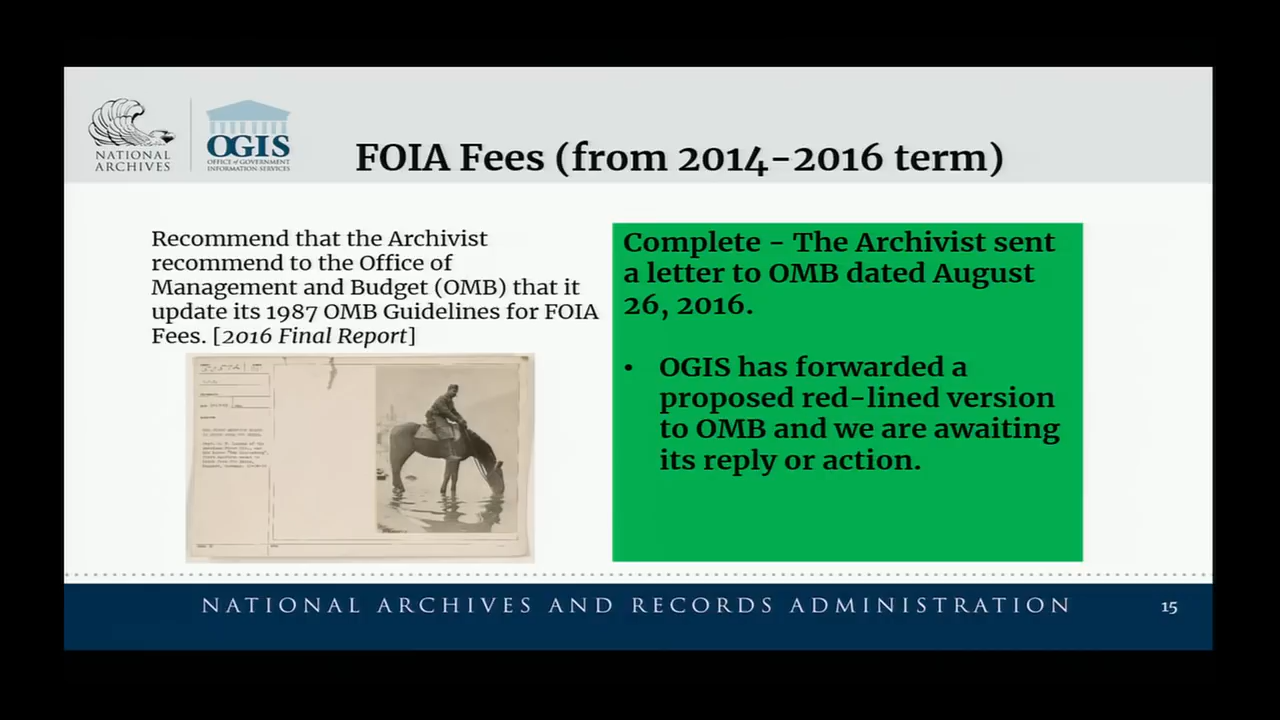 NATIONAL
ARCHIVES
OGIS
OFFICE of GOVERNMENT
INFORMATION SERVICES
FOIA Fees (from 2014-2016 term)
Recommend that the Archivist
recommend to the Office of
Management and Budget (OMB) that it
update its 1987 OMB Guidelines for FOIA
Fees. [2016 Final Report]
Complete - The Archivist sent
a letter to OMB dated August
26, 2016.
• OGIS has forwarded a
proposed red-lined version
to OMB and we are awaiting
its reply or action.
NATIONAL ARCHIVES AND RECORDS ADMINISTRATION
15